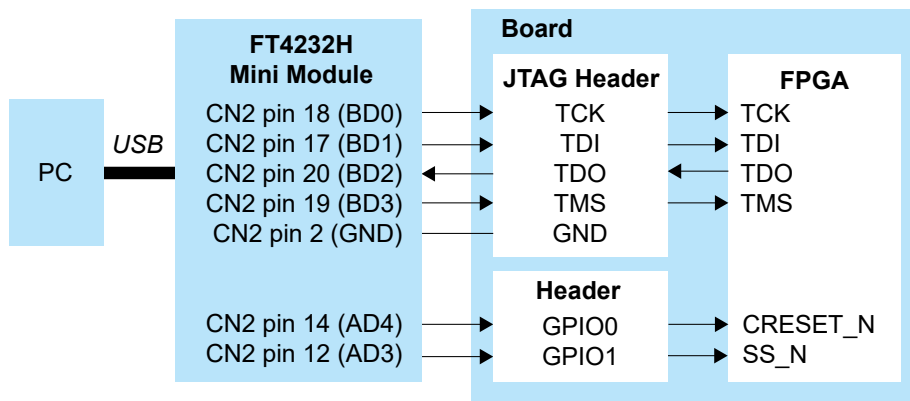 PC
USB
FT4232H
Mini Module
CN2 pin 18 (BD0)
CN2 pin 17 (BD1)
CN2 pin 20 (BD2)
CN2 pin 19 (BD3)
CN2 pin 2 (GND)
CN2 pin 14 (AD4)
CN2 pin 12 (AD3)
Board
JTAG Header
TCK
TDI
TDO
TMS
GND
Header
GPIO0
GPIO1
FPGA
TCK
TDI
TDO
TMS
CRESET_N
SS_N